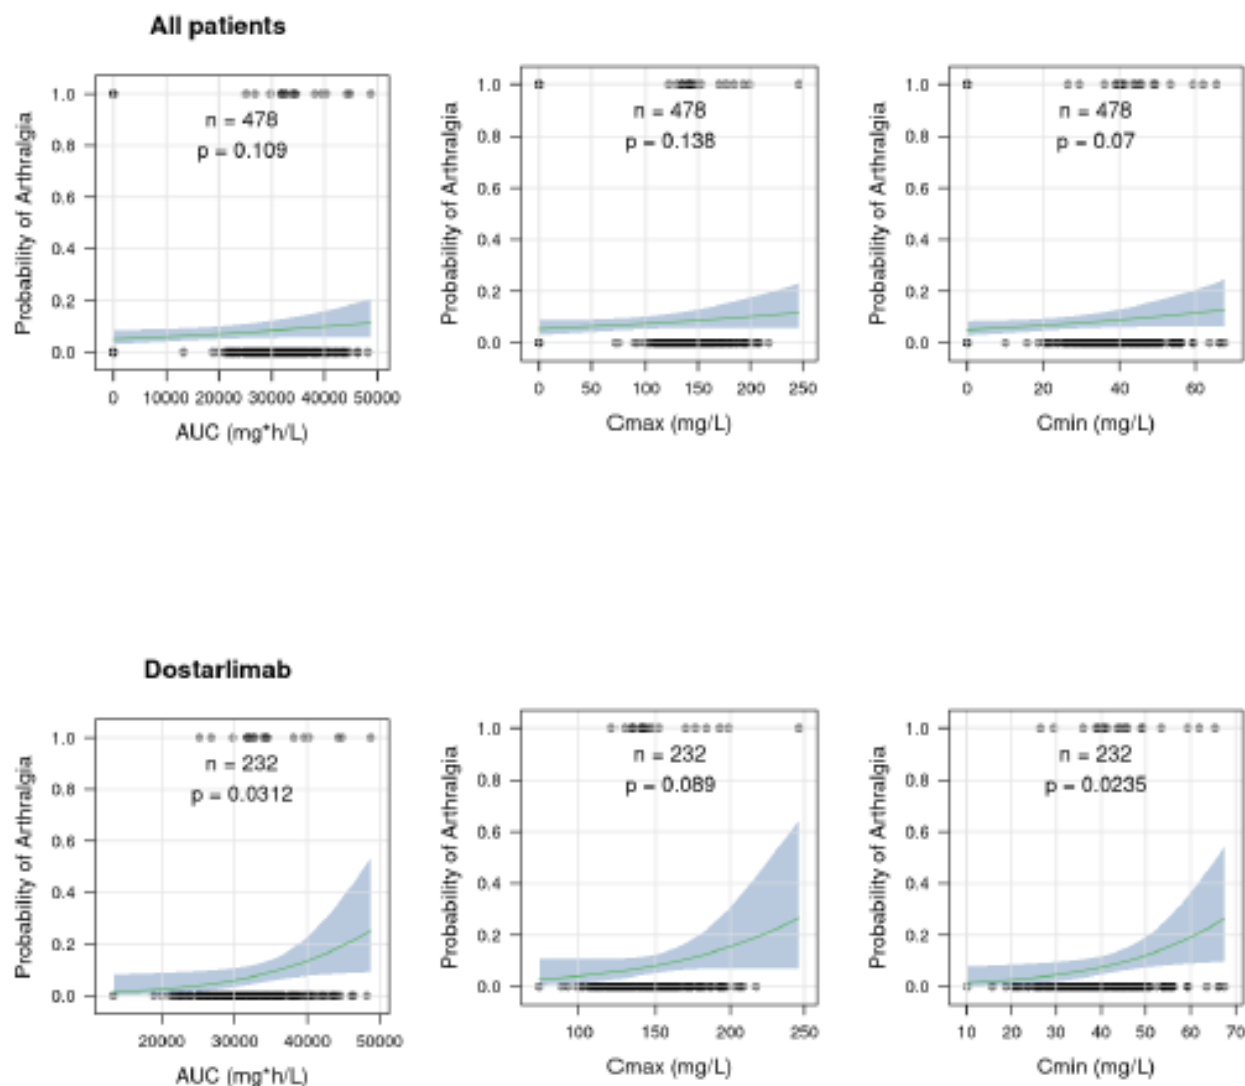 All patients
Probability of Arthralgia
1.0
0.8
0.6
0.4
0.2
0.0
n = 478
p = 0.109
0 10000 20000 30000 40000 50000
AUC (mg*h/L)
Probability of Arthralgia
1.0
0.8
0.6
0.4
0.2
0.0
n = 478
p = 0.138
0 50 100 150 200 250
Cmax (mg/L)
Probability of Arthralgia
1.0
0.8
0.6
0.4
0.2
0.0
n = 478
p = 0.07
0 20 40 60
Cmin (mg/L)
Dostarlimab
Probability of Arthralgia
1.0
0.8
0.6
0.4
0.2
0.0
n = 232
p = 0.0312
20000 30000 40000 50000
AUC (mg*h/L)
Probability of Arthralgia
1.0
0.8
0.6
0.4
0.2
0.0
n = 232
p = 0.089
100 150 200 250
Cmax (mg/L)
Probability of Arthralgia
1.0
0.8
0.6
0.4
0.2
0.0
n = 232
p = 0.0235
10 20 30 40 50 60 70
Cmin (mg/L)